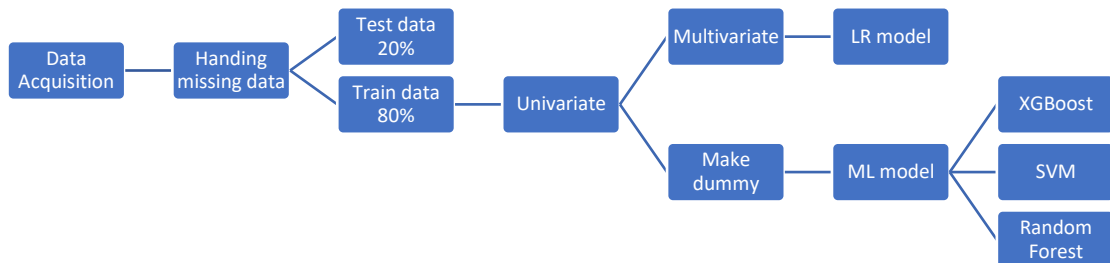 Data
Acquisition
Handing
missing data
Test data
20%
Train data
80%
Univariate
Multivariate
LR model
Make
dummy
ML model
XGBoost
SVM
Random
Forest